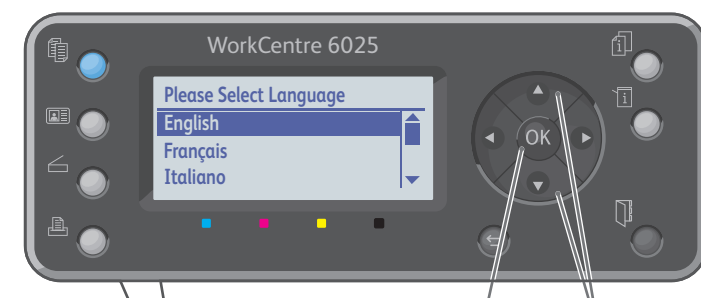 WorkCentre 6025
Please Select Language
English
Français
Italiano
OK